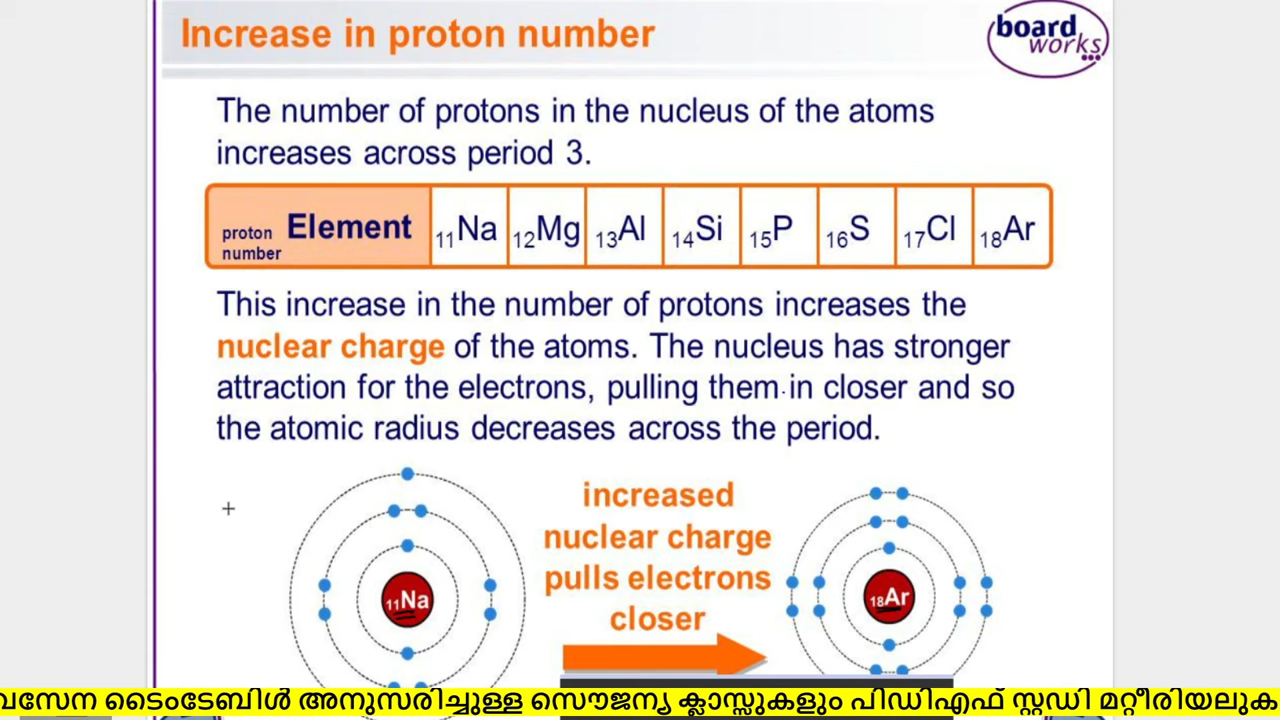 Increase in proton number
board
works
The number of protons in the nucleus of the atoms
increases across period 3.
proton number Element 11Na 12Mg 13Al 14Si 15P 16S 17Cl 18Ar
This increase in the number of protons increases the
nuclear charge of the atoms. The nucleus has stronger
attraction for the electrons, pulling them in closer and so
the atomic radius decreases across the period.
increased
nuclear charge
pulls electrons
closer
11Na
18Ar
ടൈംടേബിൾ അനുസരിച്ചുള്ള സൌജന്യ ക്ലാസ്സുകളും പിഡിഎഫ് സ്റ്റഡി